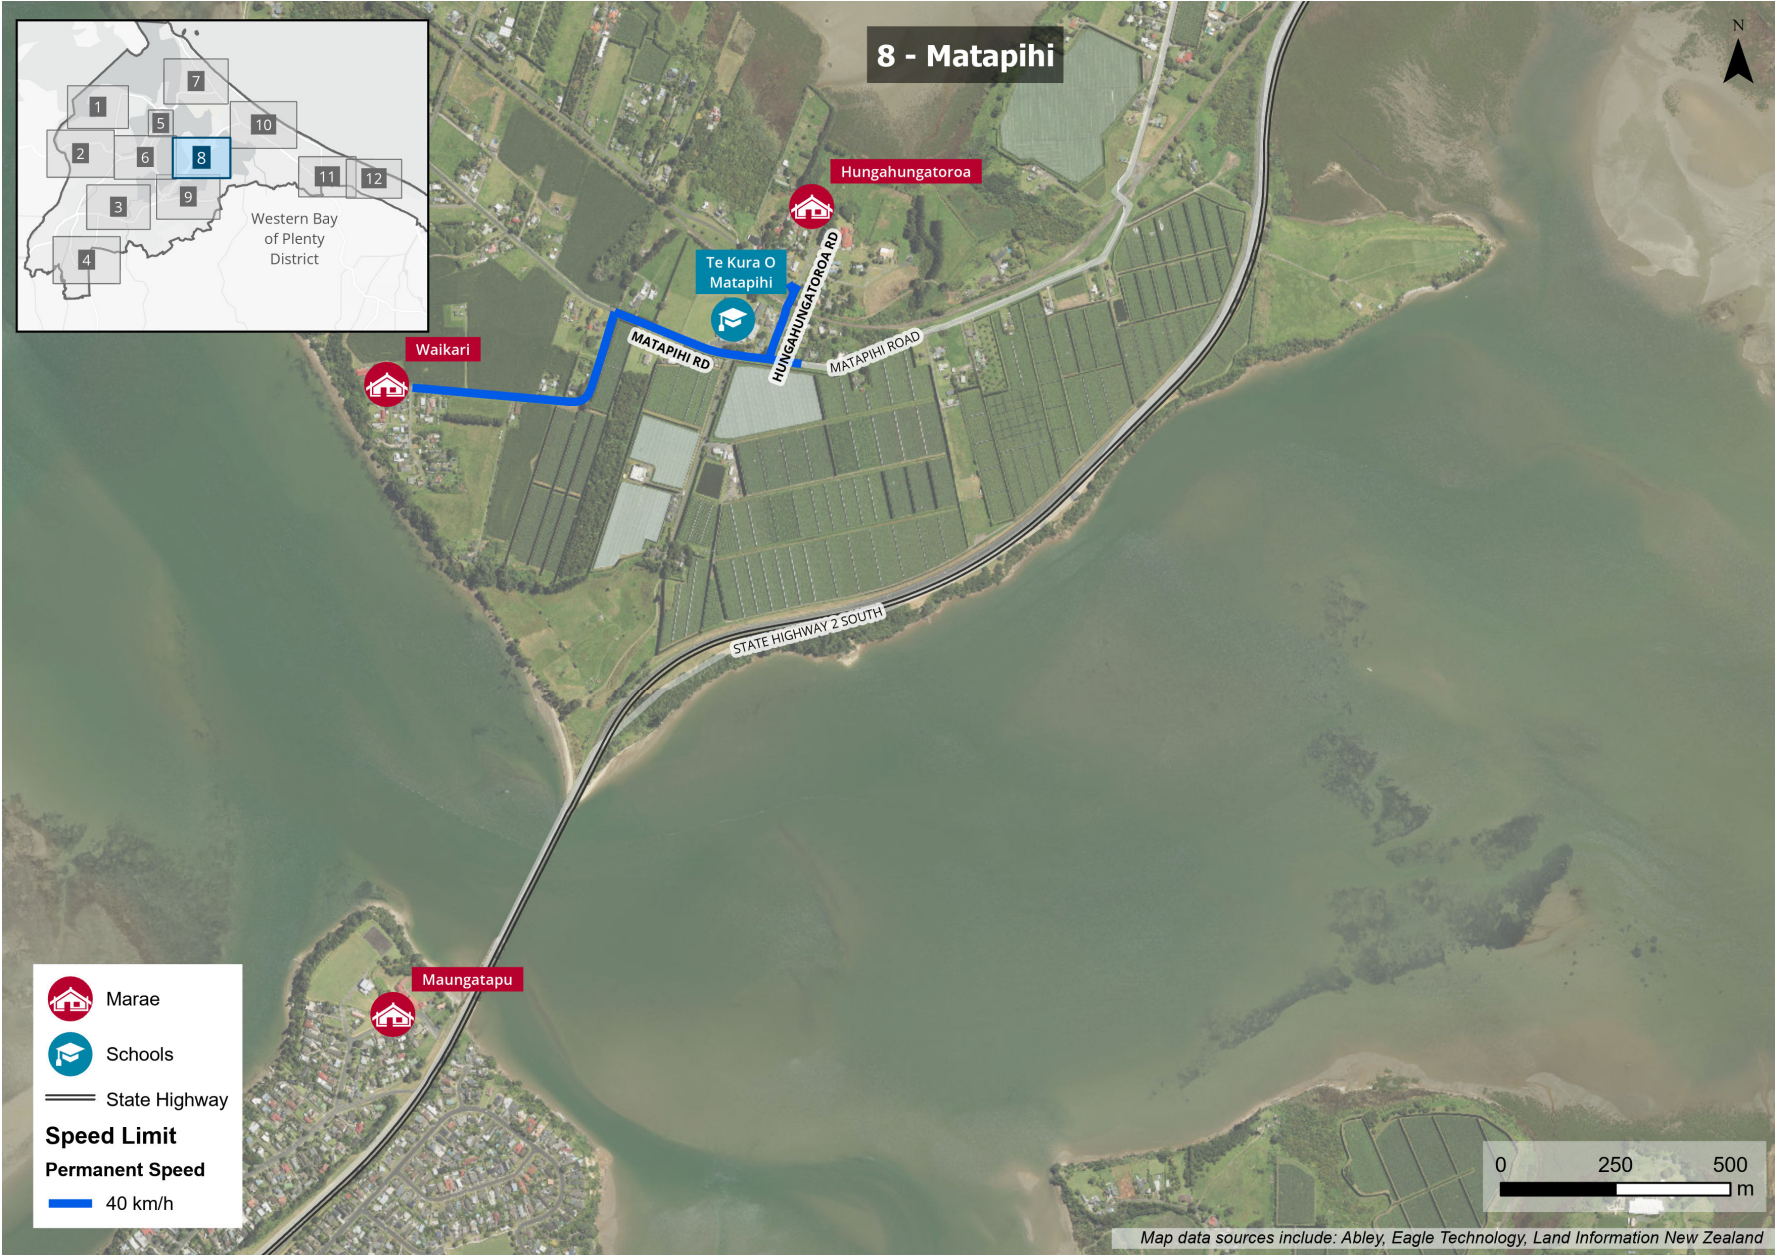 8 - Matapihi
N
1
2
3
4
5
6
7
8
9
10
11
12
Western Bay
of Plenty
District
Hungahungatoroa
Te Kura O
Matapihi
HUNGAHUNGATOROA RD
MATAPIHI RD
MATAPIHI ROAD
Waikari
STATE HIGHWAY 2 SOUTH
Maungatapu
Marae
Schools
State Highway
Speed Limit
Permanent Speed
40 km/h
0 250 500
m
Map data sources include: Abley, Eagle Technology, Land Information New Zealand